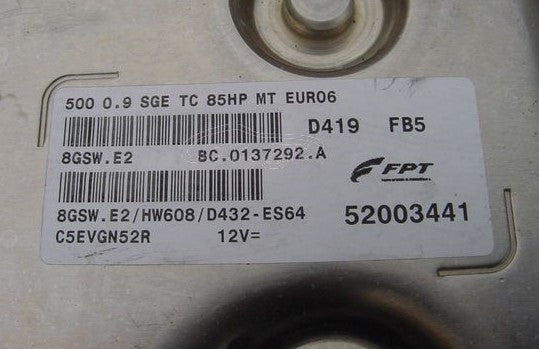 500 0.9 SGE TC 85HP MT EURO6
D419 FB5
8GSW.E2 BC.0137292.A
FPT
8GSW.E2/HW608/D432-ES64
52003441
C5EVGN52R 12V=